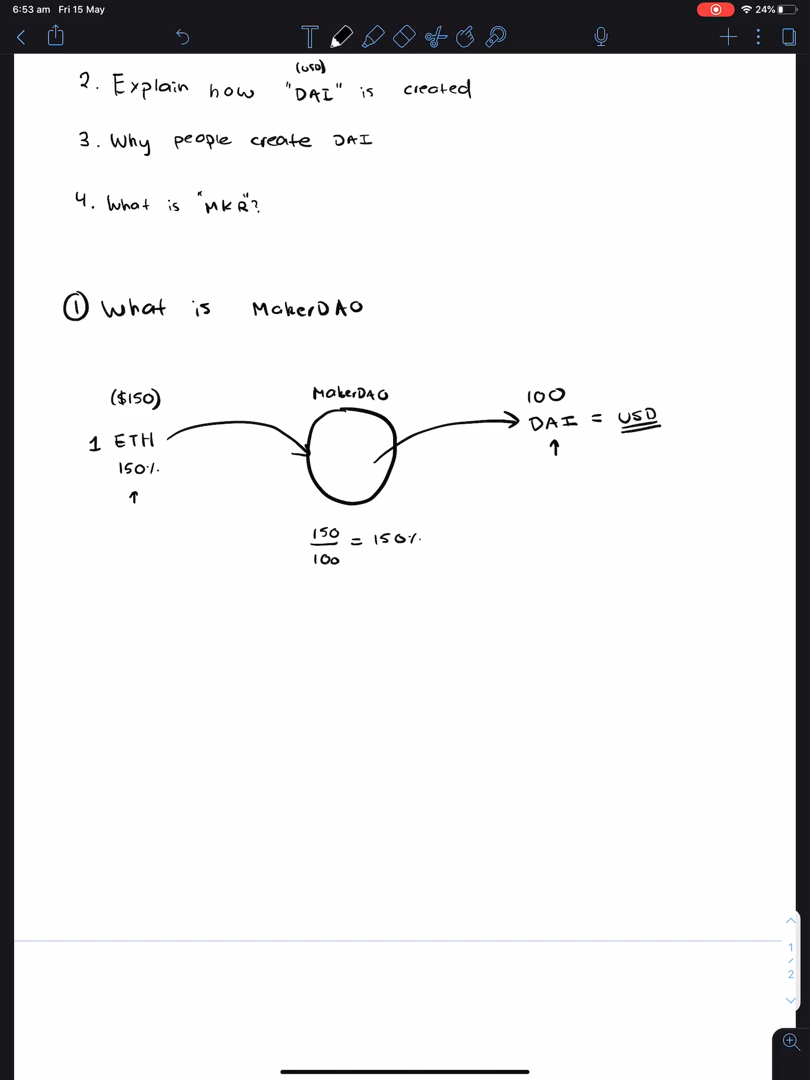 6:53 am Fri 15 May
24%
T
(USD)
2. Explain how "DAI" is created
3. Why people create DAI
4. What is "MKR"?
① What is MakerDAO
($150) MakerDAO 100
1 ETH DAI = USD
150%
150/100 = 150%
1
/
2